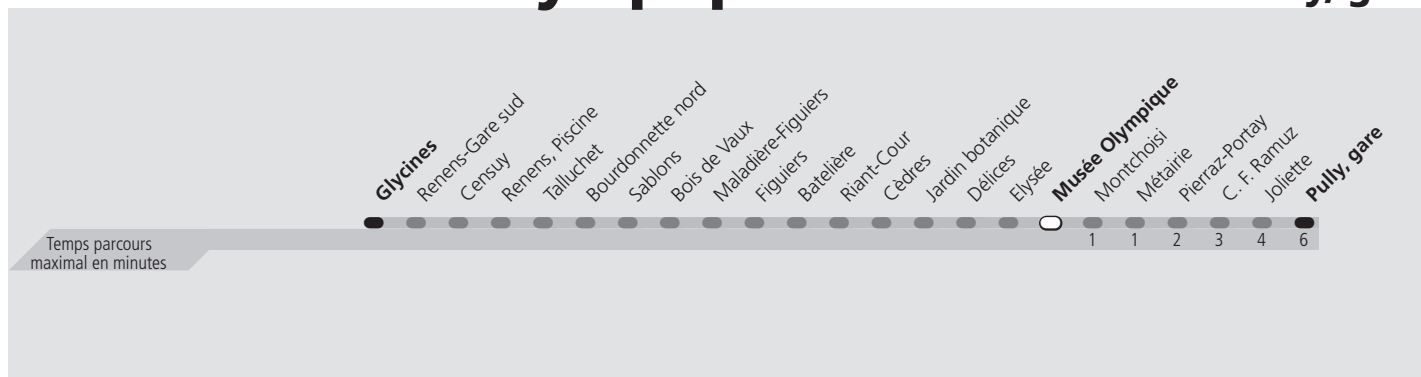 Glycines
Renens-Gare sud
Censuy
Renens, Piscine
Talluchet
Bourdonnette nord
Sablons
Bois de Vaux
Maladière-Figuiers
Figuiers
Batelière
Riant-Cour
Cèdres
Jardin botanique
Délices
Elysée
Musée Olympique
Montchoisi
Métairie
Pierraz-Portay
C. F. Ramuz
Joliette
Pully, gare
Temps parcours
maximal en minutes
1 1 2 3 4 6